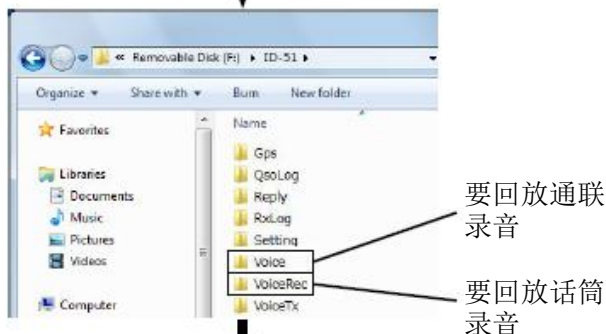 « Removable Disk (F:) ▸ ID-51 ▸
Organize ▾ Share with ▾ Burn New folder
Favorites
Libraries
Documents
Music
Pictures
Videos
Computer
Name
Gps
QsoLog
Reply
RxLog
Setting
Voice
VoiceRec
VoiceTx
要回放通联
录音
要回放话筒
录音